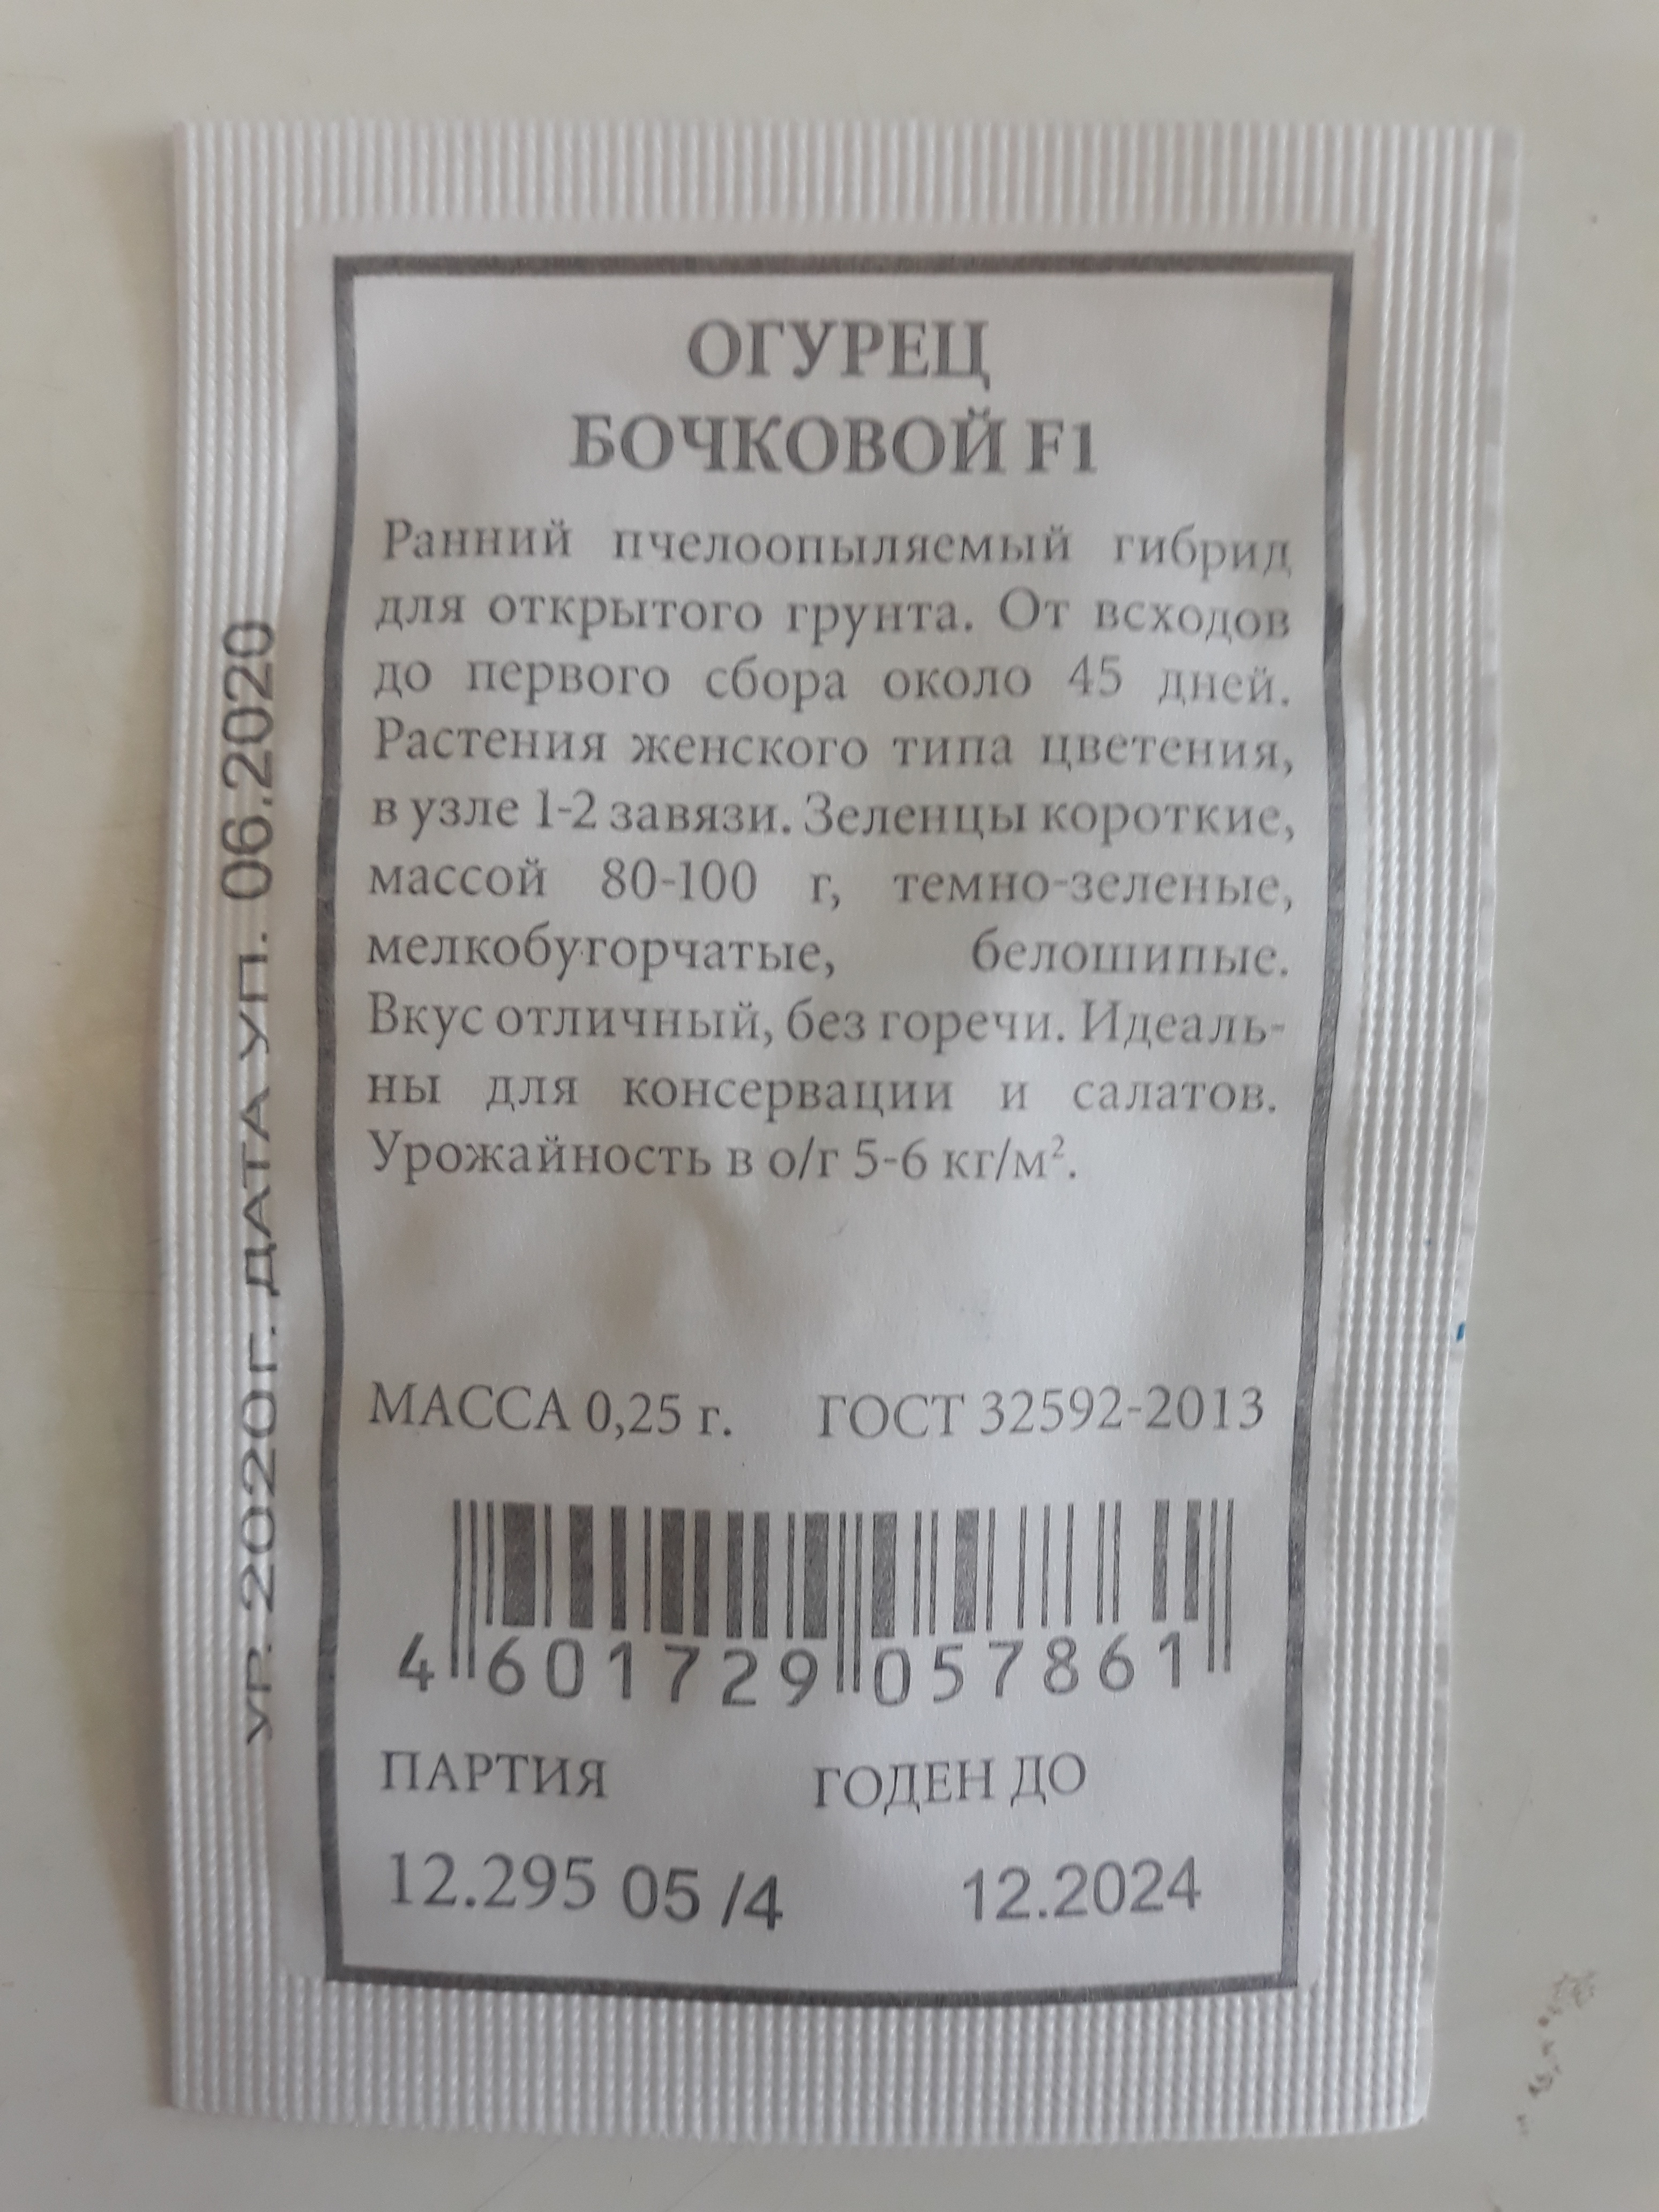 ОГУРЕЦ
БОЧКОВОЙ F1
Ранний пчелоопыляемый гибрид
для открытого грунта. От всходов
до первого сбора около 45 дней.
Растения женского типа цветения,
в узле 1-2 завязи. Зеленцы короткие,
массой 80-100 г, темно-зеленые,
мелкобугорчатые, белошипые.
Вкус отличный, без горечи. Идеаль-
ны для консервации и салатов.
Урожайность в о/г 5-6 кг/м².
МАССА 0,25 г. ГОСТ 32592-2013
4 601729 057861
ПАРТИЯ ГОДЕН ДО
12.295 05 /4 12.2024
УР. 2020Г. ДАТА УП. 06.2020